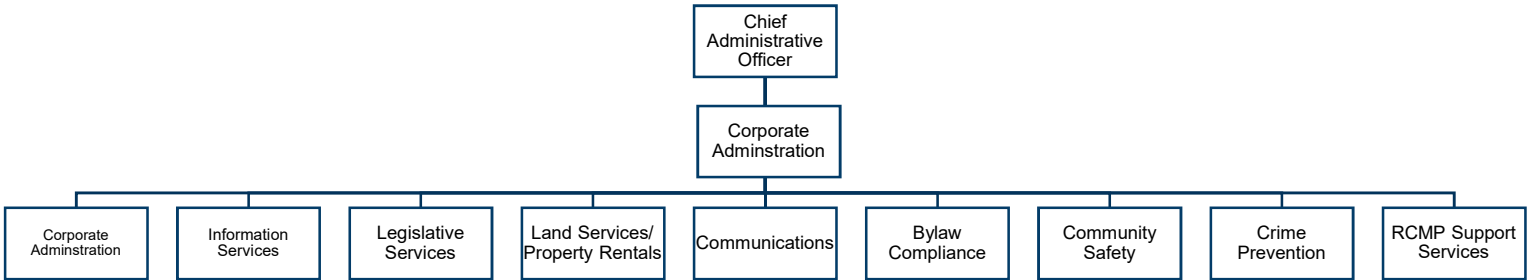 Chief
Administrative
Officer
Corporate
Adminstration
Corporate
Adminstration
Information
Services
Legislative
Services
Land Services/
Property Rentals
Communications
Bylaw
Compliance
Community
Safety
Crime
Prevention
RCMP Support
Services